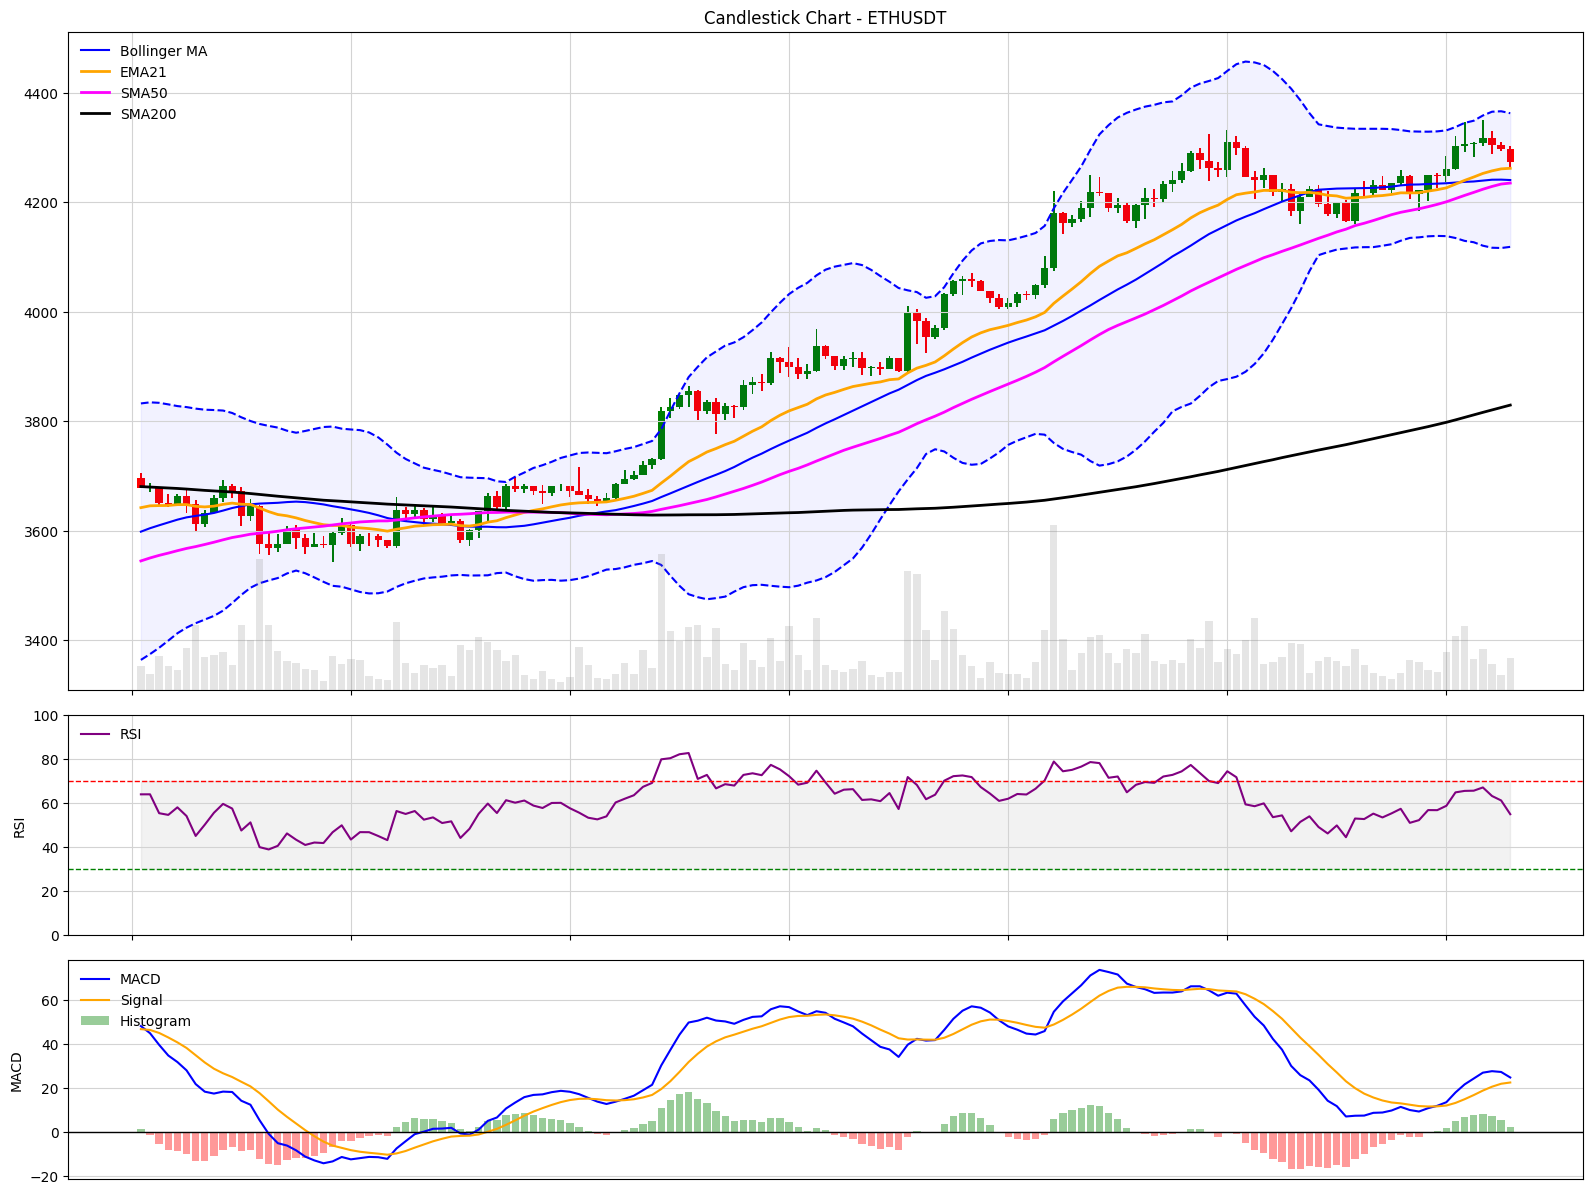 Candlestick Chart - ETHUSDT
Bollinger MA
EMA21
SMA50
SMA200
4400
4200
4000
3800
3600
3400
100
80
60
40
20
0
RSI
RSI
60
40
20
0
−20
MACD
MACD
Signal
Histogram